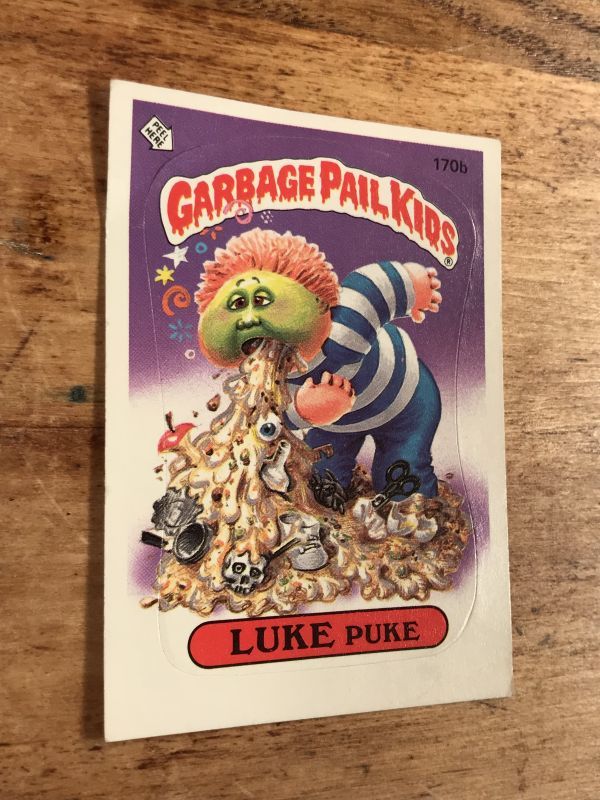 PEEL
HERE
170b
GARBAGE PAIL KIDS
®
LUKE PUKE